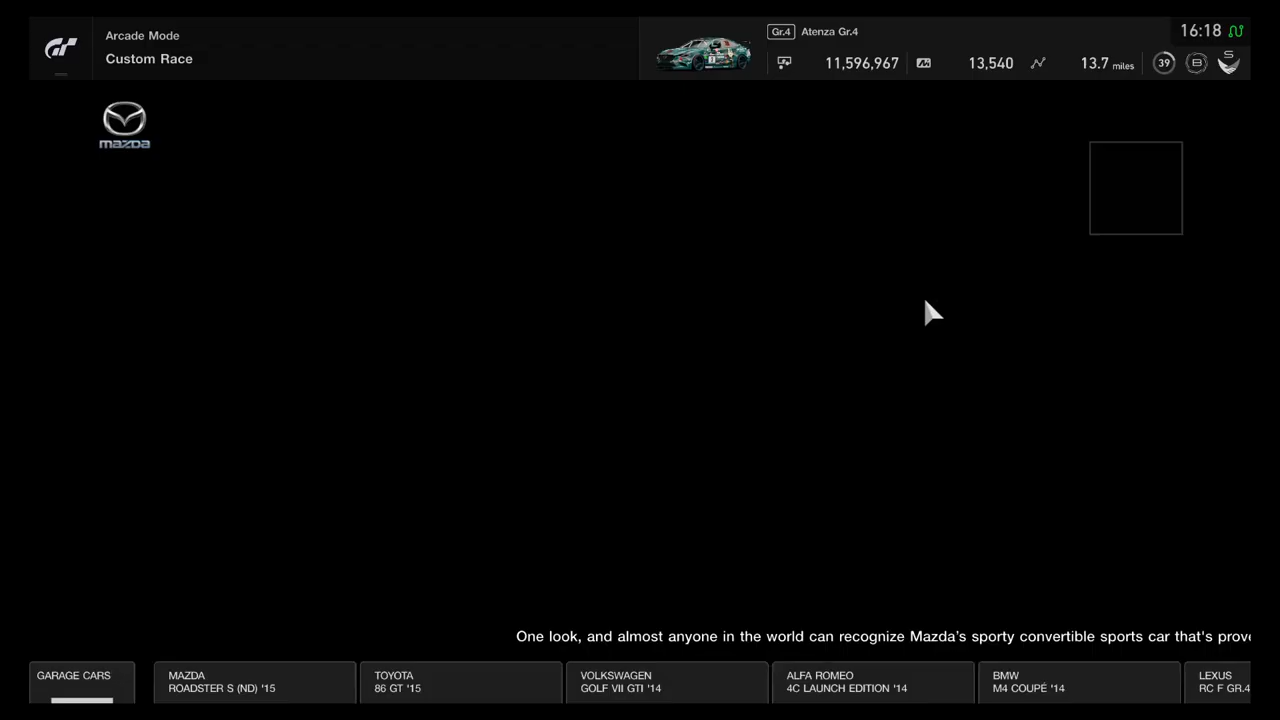 Arcade Mode
Custom Race
Gr.4 Atenza Gr.4
16:18
11,596,967
13,540
13.7 miles
39
B
S
mazda
One look, and almost anyone in the world can recognize Mazda's sporty convertible sports car that's prove
GARAGE CARS
MAZDA
ROADSTER S (ND) '15
TOYOTA
86 GT '15
VOLKSWAGEN
GOLF VII GTI '14
ALFA ROMEO
4C LAUNCH EDITION '14
BMW
M4 COUPÉ '14
LEXUS
RC F GR.4